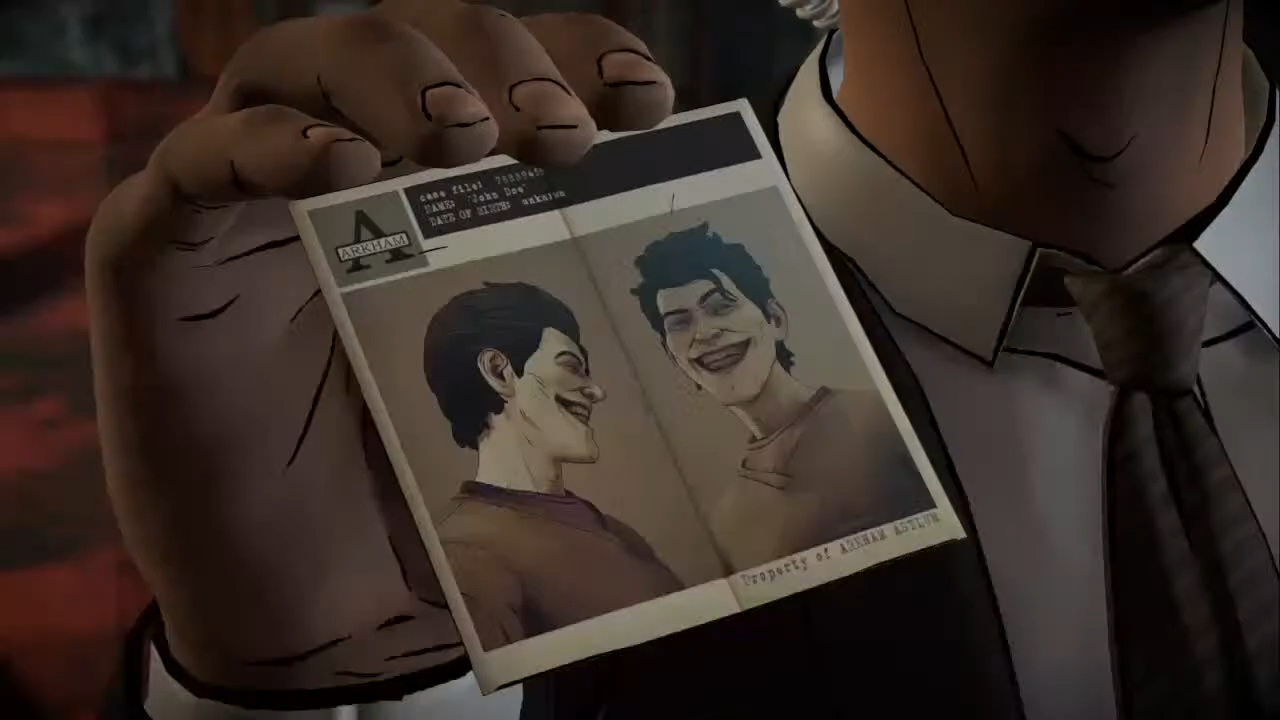 case file:
NAME: "John Doe"
DATE OF BIRTH: unknown
ARKHAM
Property of ARKHAM ASYLUM